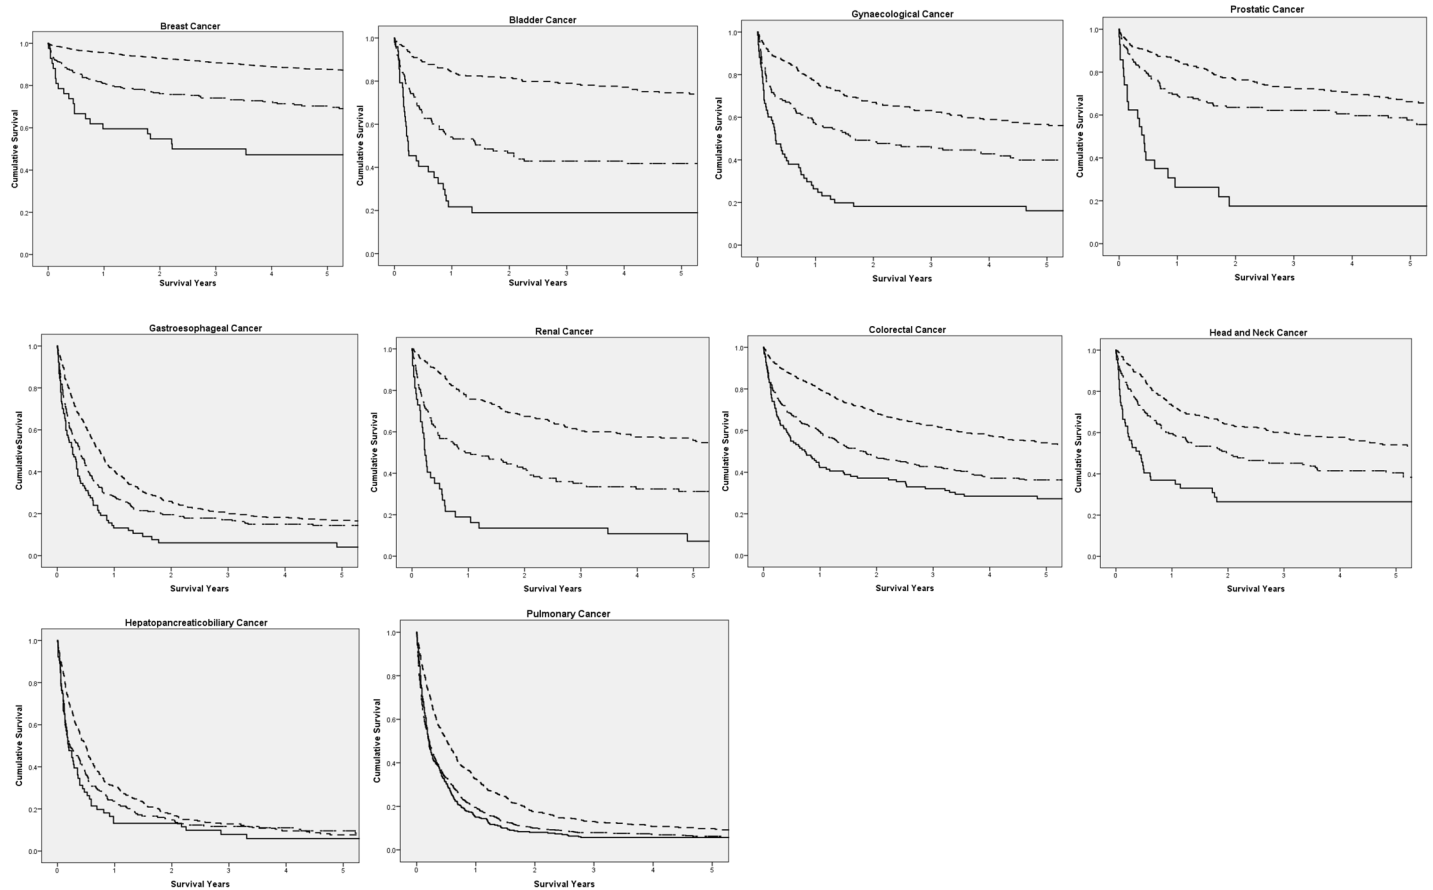 Breast Cancer
1.0
0.8
0.6
0.4
0.2
0.0
Cumulative Survival
0 1 2 3 4 5
Survival Years
Bladder Cancer
1.0
0.8
0.6
0.4
0.2
0.0
Cumulative Survival
0 1 2 3 4 5
Survival Years
Gynaecological Cancer
1.0
0.8
0.6
0.4
0.2
0.0
Cumulative Survival
0 1 2 3 4 5
Survival Years
Prostatic Cancer
1.0
0.8
0.6
0.4
0.2
0.0
Cumulative Survival
0 1 2 3 4 5
Survival Years
Gastroesophageal Cancer
1.0
0.8
0.6
0.4
0.2
0.0
CumulativeSurvival
0 1 2 3 4 5
Survival Years
Renal Cancer
1.0
0.8
0.6
0.4
0.2
0.0
Cumulative Survival
0 1 2 3 4 5
Survival Years
Colorectal Cancer
1.0
0.8
0.6
0.4
0.2
0.0
Cumulative Survival
0 1 2 3 4 5
Survival Years
Head and Neck Cancer
1.0
0.8
0.6
0.4
0.2
0.0
Cumulative Survival
0 1 2 3 4 5
Survival Years
Hepatopancreaticobiliary Cancer
1.0
0.8
0.6
0.4
0.2
0.0
Cumulative Survival
0 1 2 3 4 5
Survival Years
Pulmonary Cancer
1.0
0.8
0.6
0.4
0.2
0.0
Cumulative Survival
0 1 2 3 4 5
Survival Years